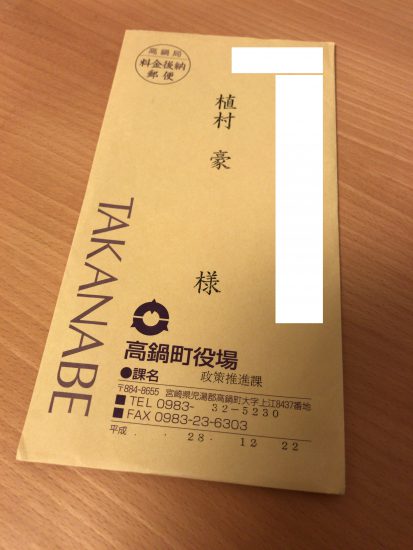 高鍋局
料金後納
郵便
植村 豪 様
TAKANABE
高鍋町役場
●課名 政策推進課
〒884-8655 宮崎県児湯郡高鍋町大字上江8437番地
■TEL 0983- 32-5230
■FAX 0983-23-6303
平成 . 28. 12. 22